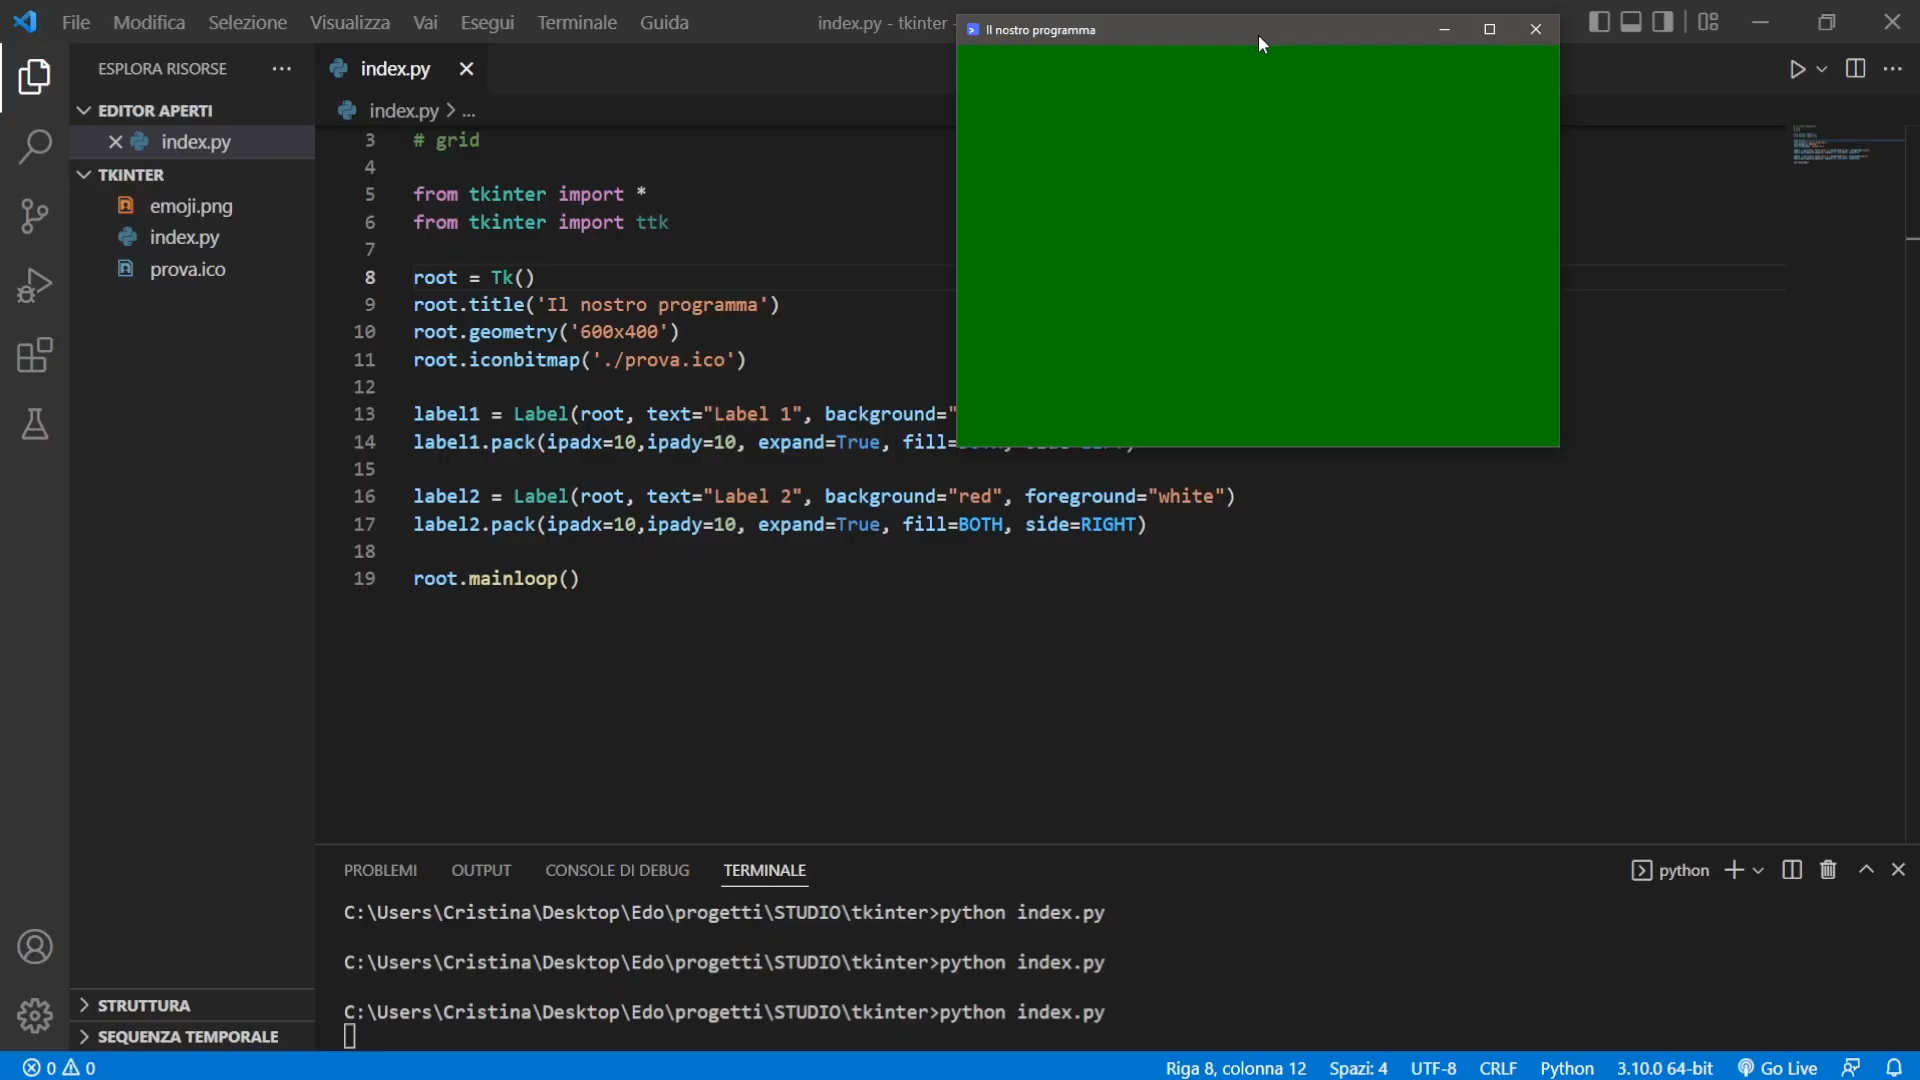 File Modifica Selezione Visualizza Vai Esegui Terminale Guida index.py - tkinter -
Il nostro programma
ESPLORA RISORSE
index.py
EDITOR APERTI
index.py
index.py > ...
TKINTER
emoji.png
index.py
prova.ico
3 # grid
4
5 from tkinter import *
6 from tkinter import ttk
7
8 root = Tk()
9 root.title('Il nostro programma')
10 root.geometry('600x400')
11 root.iconbitmap('./prova.ico')
12
13 label1 = Label(root, text="Label 1", background="
14 label1.pack(ipadx=10,ipady=10, expand=True, fill=
15
16 label2 = Label(root, text="Label 2", background="red", foreground="white")
17 label2.pack(ipadx=10,ipady=10, expand=True, fill=BOTH, side=RIGHT)
18
19 root.mainloop()
PROBLEMI OUTPUT CONSOLE DI DEBUG TERMINALE
python
C:\Users\Cristina\Desktop\Edo\progetti\STUDIO\tkinter>python index.py
C:\Users\Cristina\Desktop\Edo\progetti\STUDIO\tkinter>python index.py
C:\Users\Cristina\Desktop\Edo\progetti\STUDIO\tkinter>python index.py
STRUTTURA
SEQUENZA TEMPORALE
0 0
Riga 8, colonna 12 Spazi: 4 UTF-8 CRLF Python 3.10.0 64-bit Go Live